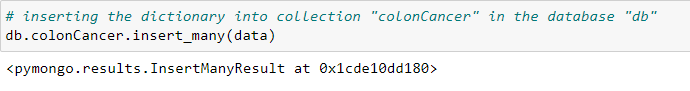 # inserting the dictionary into collection "colonCancer" in the database "db"
db.colonCancer.insert_many(data)
<pymongo.results.InsertManyResult at 0x1cde10dd180>